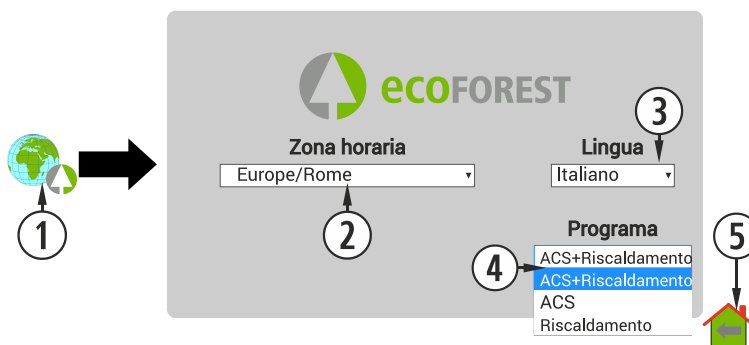 ecoFOREST
3
Zona horaria
Lingua
Europe/Rome
Italiano
1
2
Programa
5
4
ACS+Riscaldamento
ACS+Riscaldamento
ACS
Riscaldamento